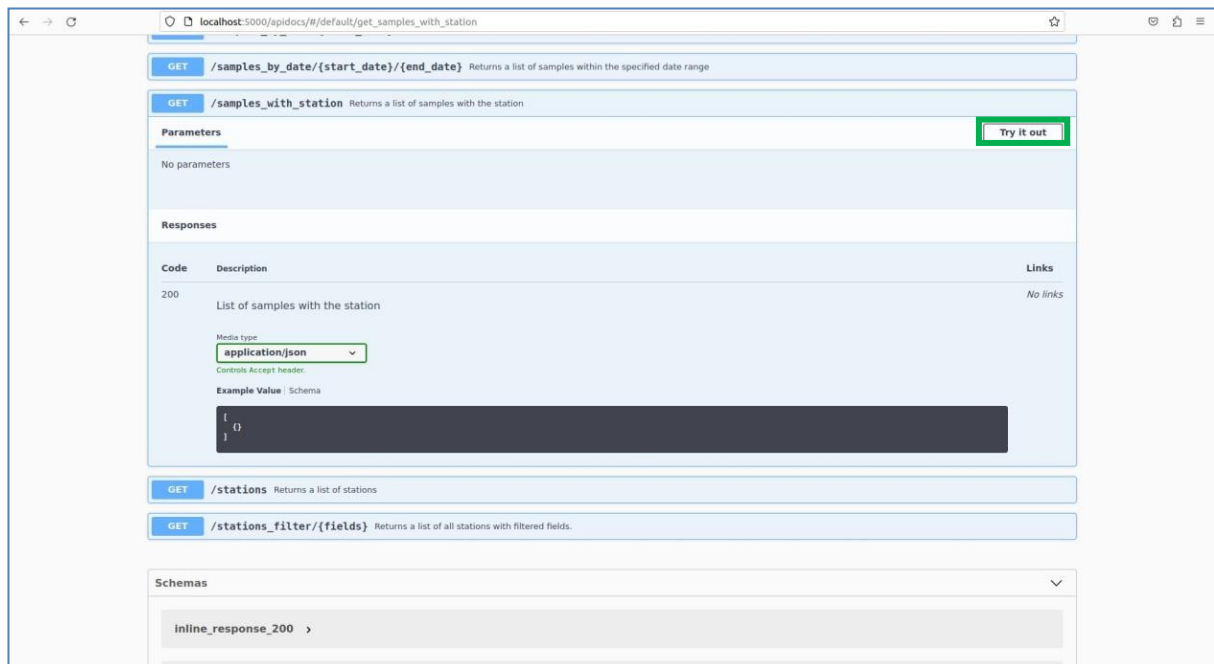 localhost:5000/apidocs/#/default/get_samples_with_station
GET /samples_by_date/{start_date}/{end_date} Returns a list of samples within the specified date range
GET /samples_with_station Returns a list of samples with the station
Parameters Try it out
No parameters
Responses
Code Description Links
200 No links
List of samples with the station
Media type
application/json
Controls Accept header.
Example Value Schema
[
{}
]
GET /stations Returns a list of stations
GET /stations_filter/{fields} Returns a list of all stations with filtered fields.
Schemas
inline_response_200